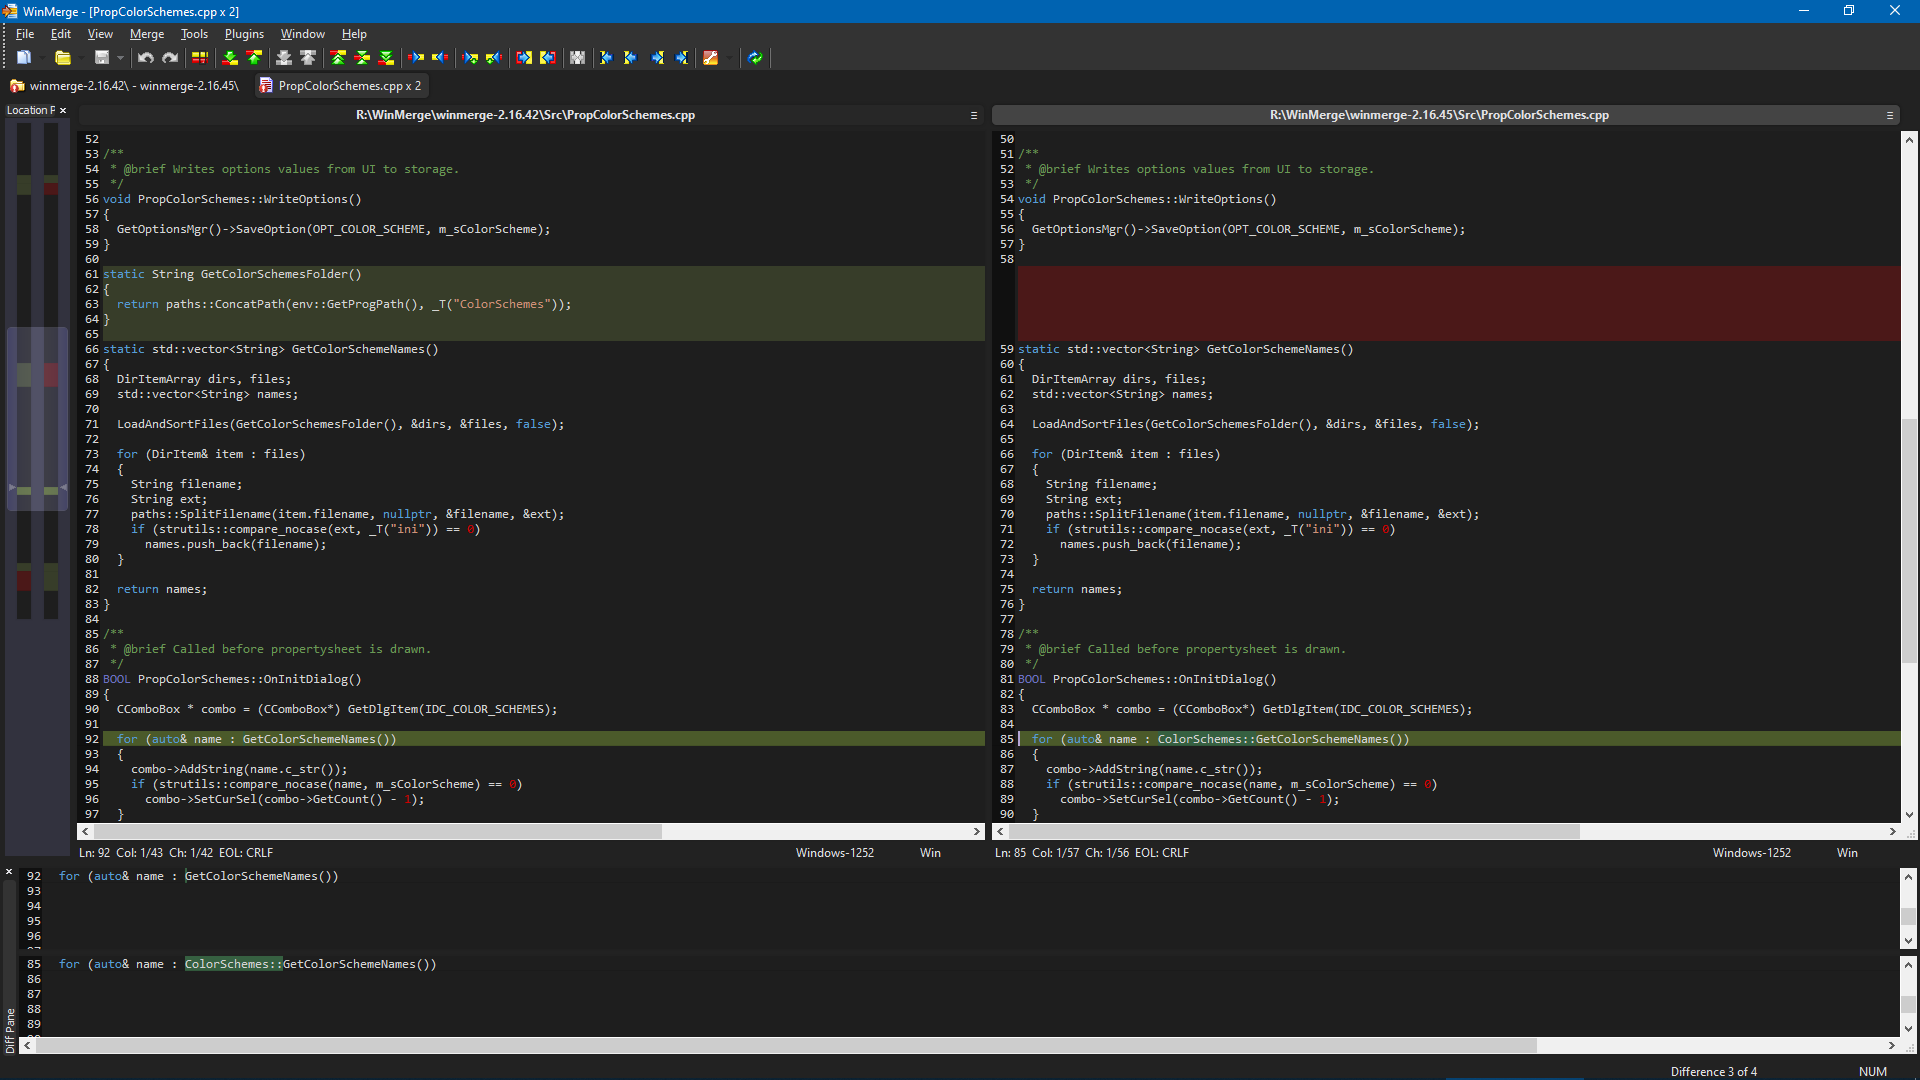 WinMerge - [PropColorSchemes.cpp x 2]
File Edit View Merge Tools Plugins Window Help
winmerge-2.16.42\ - winmerge-2.16.45\
PropColorSchemes.cpp x 2
Location P
R:\WinMerge\winmerge-2.16.42\Src\PropColorSchemes.cpp
52
53 /**
54  * @brief Writes options values from UI to storage.
55  */
56 void PropColorSchemes::WriteOptions()
57 {
58   GetOptionsMgr()->SaveOption(OPT_COLOR_SCHEME, m_sColorScheme);
59 }
60
61 static String GetColorSchemesFolder()
62 {
63   return paths::ConcatPath(env::GetProgPath(), _T("ColorSchemes"));
64 }
65
66 static std::vector<String> GetColorSchemeNames()
67 {
68   DirItemArray dirs, files;
69   std::vector<String> names;
70
71   LoadAndSortFiles(GetColorSchemesFolder(), &dirs, &files, false);
72
73   for (DirItem& item : files)
74   {
75     String filename;
76     String ext;
77     paths::SplitFilename(item.filename, nullptr, &filename, &ext);
78     if (strutils::compare_nocase(ext, _T("ini")) == 0)
79       names.push_back(filename);
80   }
81
82   return names;
83 }
84
85 /**
86  * @brief Called before propertysheet is drawn.
87  */
88 BOOL PropColorSchemes::OnInitDialog()
89 {
90   CComboBox * combo = (CComboBox*) GetDlgItem(IDC_COLOR_SCHEMES);
91
92   for (auto& name : GetColorSchemeNames())
93   {
94     combo->AddString(name.c_str());
95     if (strutils::compare_nocase(name, m_sColorScheme) == 0)
96       combo->SetCurSel(combo->GetCount() - 1);
97   }
Ln: 92 Col: 1/43 Ch: 1/42 EOL: CRLF Windows-1252 Win
R:\WinMerge\winmerge-2.16.45\Src\PropColorSchemes.cpp
50
51 /**
52  * @brief Writes options values from UI to storage.
53  */
54 void PropColorSchemes::WriteOptions()
55 {
56   GetOptionsMgr()->SaveOption(OPT_COLOR_SCHEME, m_sColorScheme);
57 }
58
59 static std::vector<String> GetColorSchemeNames()
60 {
61   DirItemArray dirs, files;
62   std::vector<String> names;
63
64   LoadAndSortFiles(GetColorSchemesFolder(), &dirs, &files, false);
65
66   for (DirItem& item : files)
67   {
68     String filename;
69     String ext;
70     paths::SplitFilename(item.filename, nullptr, &filename, &ext);
71     if (strutils::compare_nocase(ext, _T("ini")) == 0)
72       names.push_back(filename);
73   }
74
75   return names;
76 }
77
78 /**
79  * @brief Called before propertysheet is drawn.
80  */
81 BOOL PropColorSchemes::OnInitDialog()
82 {
83   CComboBox * combo = (CComboBox*) GetDlgItem(IDC_COLOR_SCHEMES);
84
85   for (auto& name : ColorSchemes::GetColorSchemeNames())
86   {
87     combo->AddString(name.c_str());
88     if (strutils::compare_nocase(name, m_sColorScheme) == 0)
89       combo->SetCurSel(combo->GetCount() - 1);
90   }
Ln: 85 Col: 1/57 Ch: 1/56 EOL: CRLF Windows-1252 Win
92   for (auto& name : GetColorSchemeNames())
93
94
95
96
85   for (auto& name : ColorSchemes::GetColorSchemeNames())
86
87
88
89
Diff Pane
Difference 3 of 4 NUM